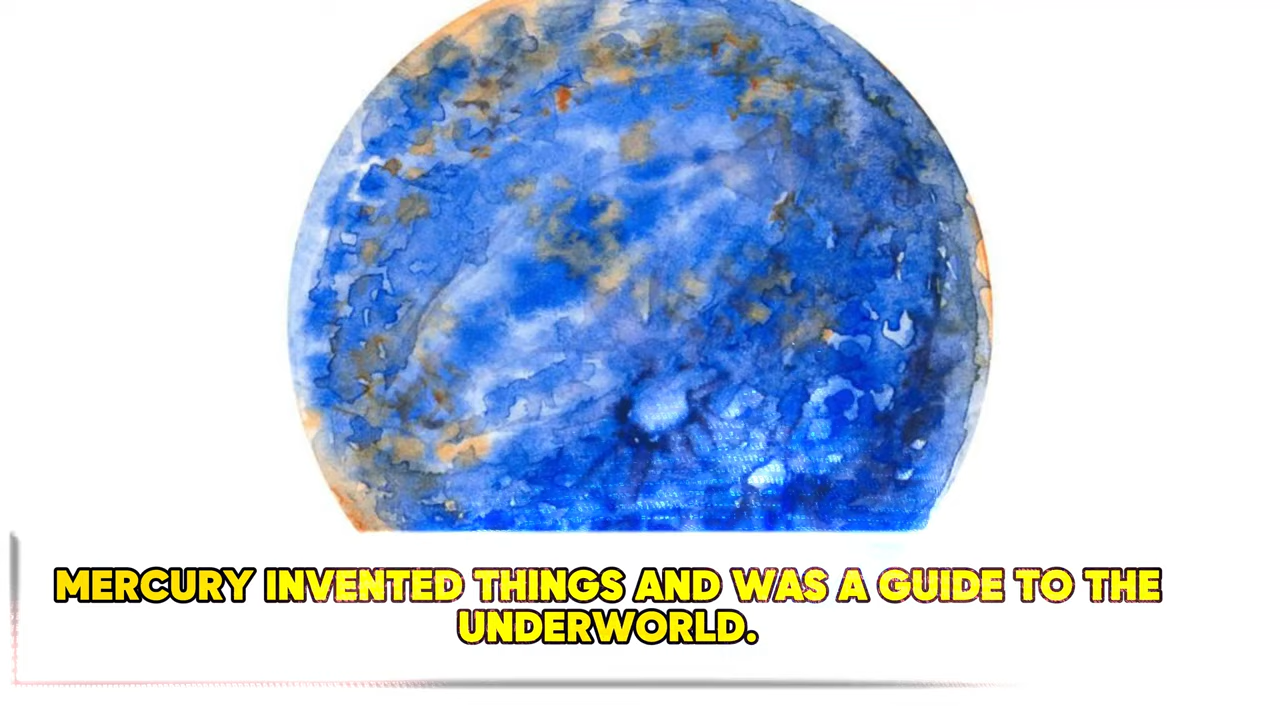 MERCURY INVENTED THINGS AND WAS A GUIDE TO THE
UNDERWORLD.